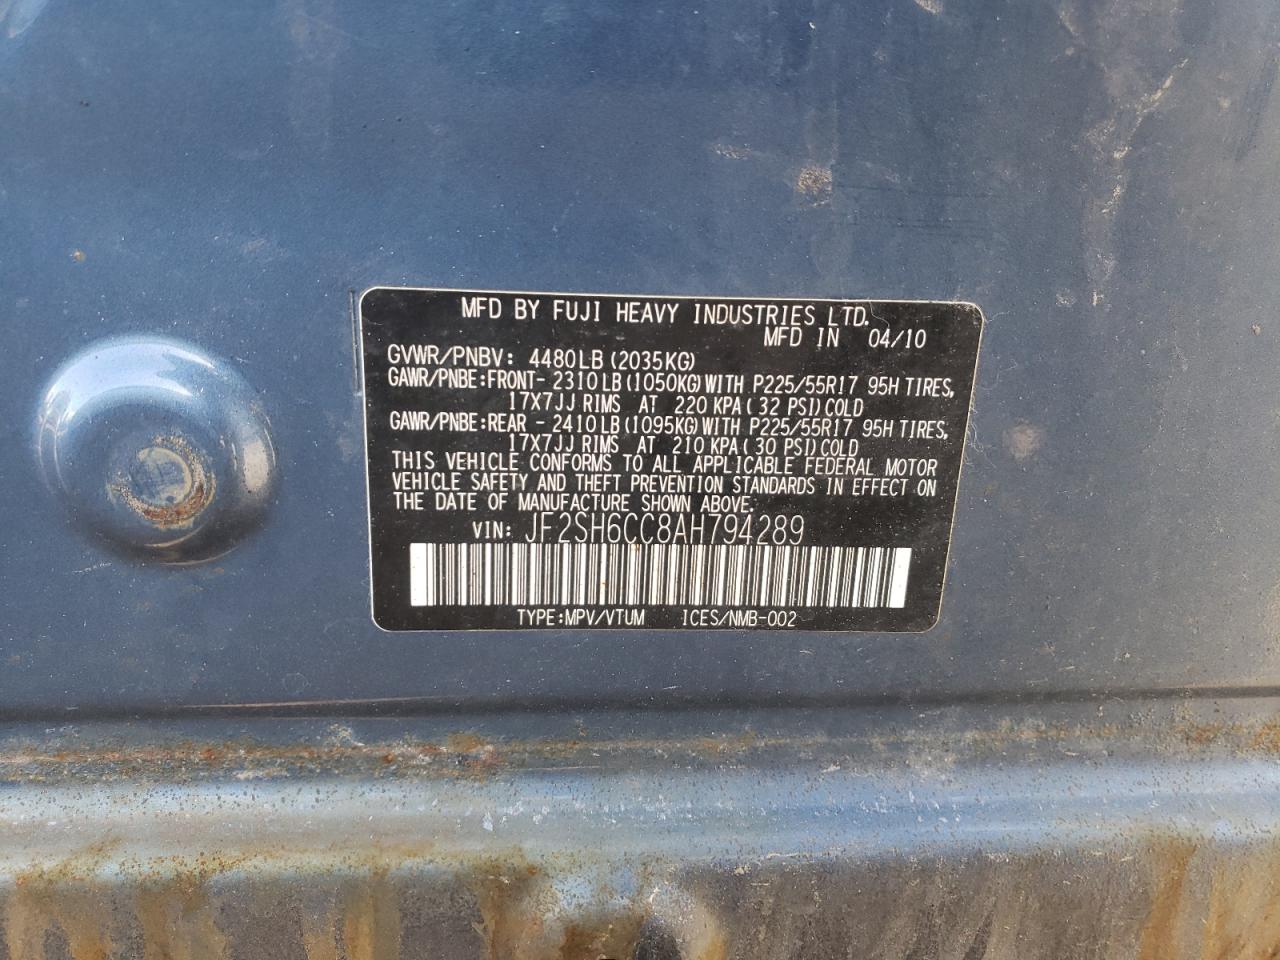 MFD BY FUJI HEAVY INDUSTRIES LTD.
MFD IN 04/10
GVWR/PNBV: 4480LB (2035KG)
GAWR/PNBE:FRONT- 2310LB (1050KG) WITH P225/55R17 95H TIRES,
17X7JJ RIMS AT 220 KPA( 32 PSI) COLD
GAWR/PNBE:REAR - 2410LB (1095KG) WITH P225/55R17 95H TIRES,
17X7JJ RIMS AT 210 KPA( 30 PSI) COLD
THIS VEHICLE CONFORMS TO ALL APPLICABLE FEDERAL MOTOR
VEHICLE SAFETY AND THEFT PREVENTION STANDARDS IN EFFECT ON
THE DATE OF MANUFACTURE SHOWN ABOVE.
VIN: JF2SH6CC8AH794289
TYPE:MPV/VTUM ICES/NMB-002